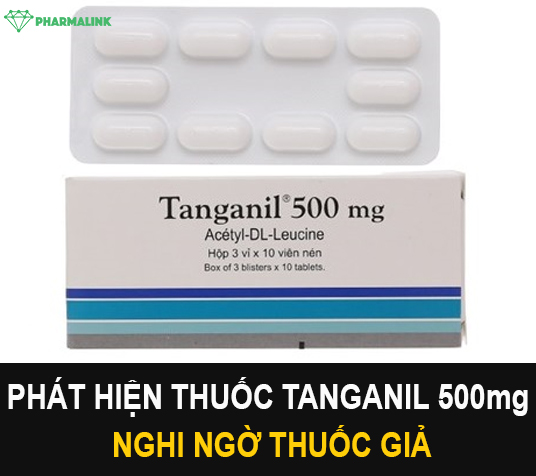 PHARMALINK
Tanganil® 500 mg
Acétyl-DL-Leucine
Hộp 3 vỉ x 10 viên nén
Box of 3 blisters x 10 tablets.
PHÁT HIỆN THUỐC TANGANIL 500mg
NGHI NGỜ THUỐC GIẢ